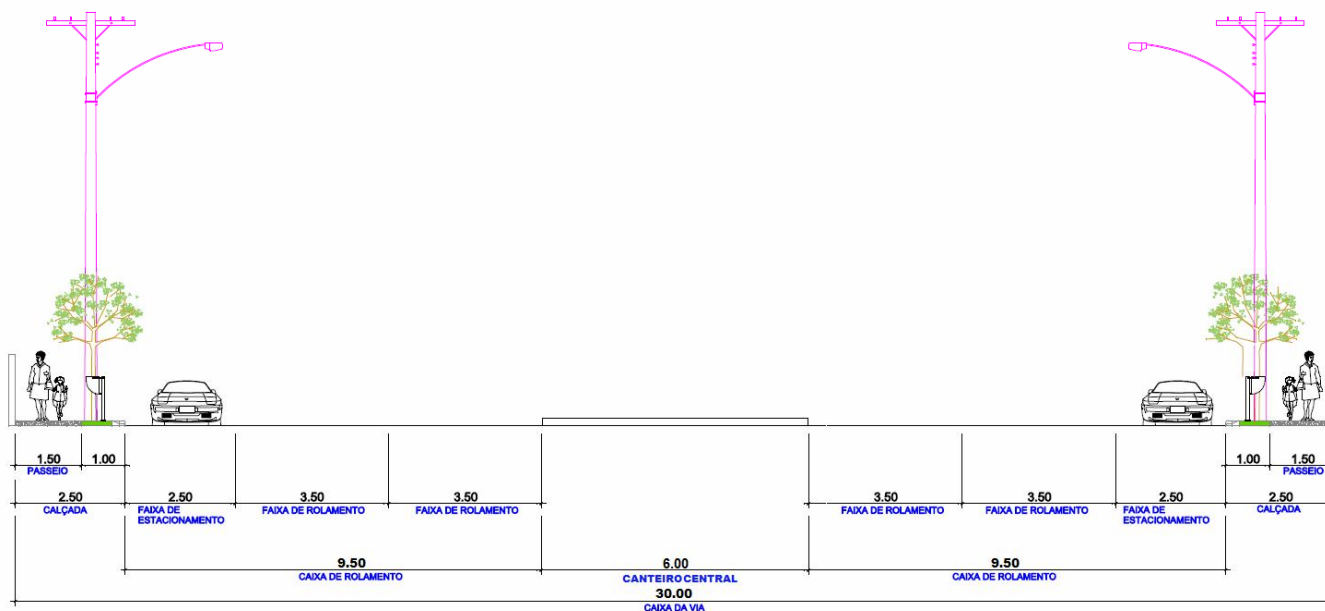 1.50 1.00 1.00 1.50
PASSEIO PASSEIO
2.50 2.50 3.50 3.50 3.50 3.50 2.50 2.50
CALÇADA FAIXA DE FAIXA DE ROLAMENTO FAIXA DE ROLAMENTO FAIXA DE ROLAMENTO FAIXA DE ROLAMENTO FAIXA DE CALÇADA
ESTACIONAMENTO ESTACIONAMENTO
9.50 6.00 9.50
CAIXA DE ROLAMENTO CANTEIRO CENTRAL CAIXA DE ROLAMENTO
30.00
CAIXA DA VIA